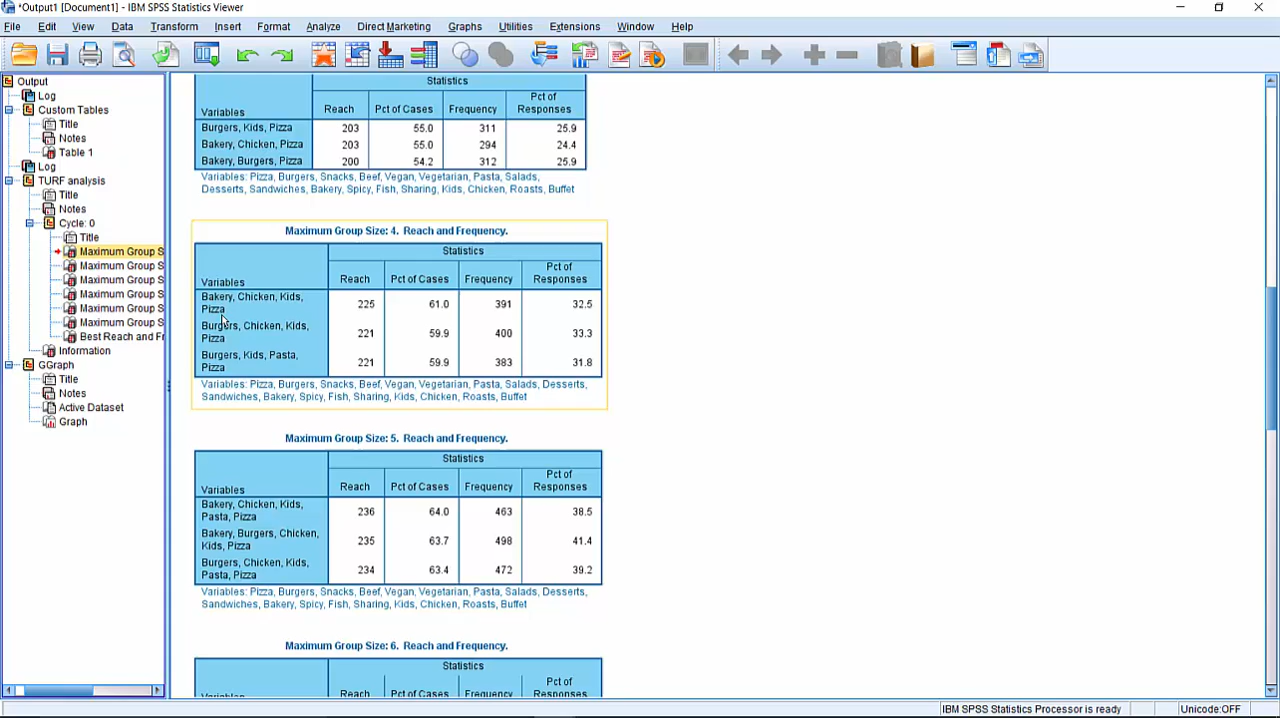 *Output1 [Document1] - IBM SPSS Statistics Viewer
File Edit View Data Transform Insert Format Analyze Direct Marketing Graphs Utilities Extensions Window Help
Output
Log
Custom Tables
Title
Notes
Table 1
Log
TURF analysis
Title
Notes
Cycle: 0
Title
Maximum Group S
Maximum Group S
Maximum Group S
Maximum Group S
Maximum Group S
Maximum Group S
Best Reach and Fr
Information
GGraph
Title
Notes
Active Dataset
Graph
Statistics
Variables Reach Pct of Cases Frequency Pct of Responses
Burgers, Kids, Pizza 203 55.0 311 25.9
Bakery, Chicken, Pizza 203 55.0 294 24.4
Bakery, Burgers, Pizza 200 54.2 312 25.9
Variables: Pizza, Burgers, Snacks, Beef, Vegan, Vegetarian, Pasta, Salads,
Desserts, Sandwiches, Bakery, Spicy, Fish, Sharing, Kids, Chicken, Roasts, Buffet
Maximum Group Size: 4. Reach and Frequency.
Statistics
Variables Reach Pct of Cases Frequency Pct of Responses
Bakery, Chicken, Kids,
Pizza 225 61.0 391 32.5
Burgers, Chicken, Kids,
Pizza 221 59.9 400 33.3
Burgers, Kids, Pasta,
Pizza 221 59.9 383 31.8
Variables: Pizza, Burgers, Snacks, Beef, Vegan, Vegetarian, Pasta, Salads, Desserts,
Sandwiches, Bakery, Spicy, Fish, Sharing, Kids, Chicken, Roasts, Buffet
Maximum Group Size: 5. Reach and Frequency.
Statistics
Variables Reach Pct of Cases Frequency Pct of Responses
Bakery, Chicken, Kids,
Pasta, Pizza 236 64.0 463 38.5
Bakery, Burgers, Chicken,
Kids, Pizza 235 63.7 498 41.4
Burgers, Chicken, Kids,
Pasta, Pizza 234 63.4 472 39.2
Variables: Pizza, Burgers, Snacks, Beef, Vegan, Vegetarian, Pasta, Salads, Desserts,
Sandwiches, Bakery, Spicy, Fish, Sharing, Kids, Chicken, Roasts, Buffet
Maximum Group Size: 6. Reach and Frequency.
Statistics
Variables Reach Pct of Cases Frequency Pct of Responses
IBM SPSS Statistics Processor is ready Unicode:OFF